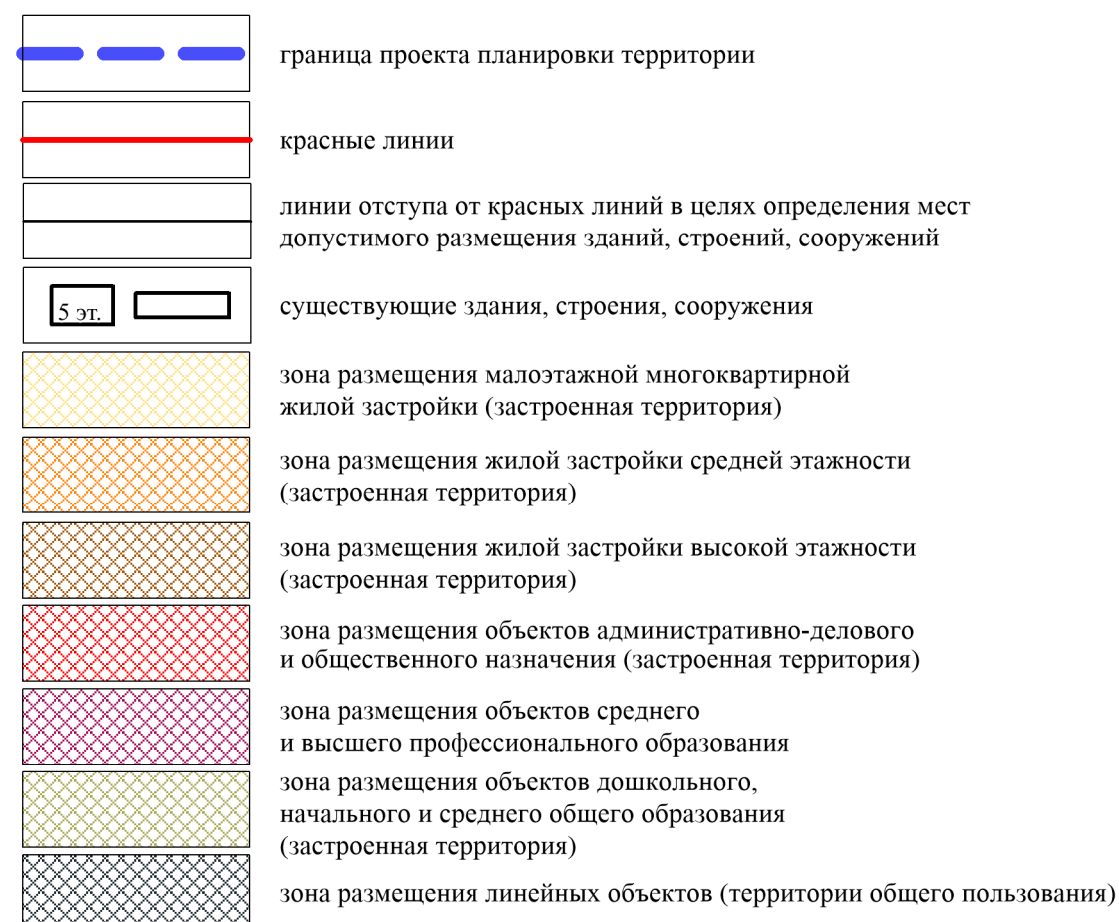 граница проекта планировки территории
красные линии
линии отступа от красных линий в целях определения мест
допустимого размещения зданий, строений, сооружений
5 эт.
существующие здания, строения, сооружения
зона размещения малоэтажной многоквартирной
жилой застройки (застроенная территория)
зона размещения жилой застройки средней этажности
(застроенная территория)
зона размещения жилой застройки высокой этажности
(застроенная территория)
зона размещения объектов административно-делового
и общественного назначения (застроенная территория)
зона размещения объектов среднего
и высшего профессионального образования
зона размещения объектов дошкольного,
начального и среднего общего образования
(застроенная территория)
зона размещения линейных объектов (территории общего пользования)